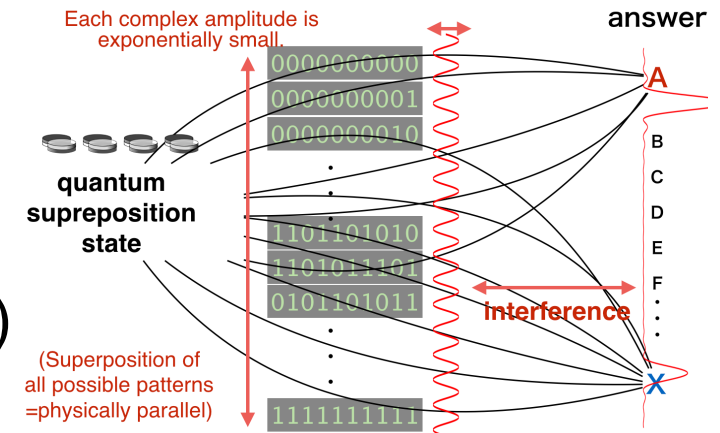 Each complex amplitude is
exponentially small.
answer
0000000000
0000000001
0000000010
A
B
C
D
E
F
X
quantum
supreposition
state
1101101010
1101011101
0101101011
interference
)
(Superposition of
all possible patterns
=physically parallel)
1111111111